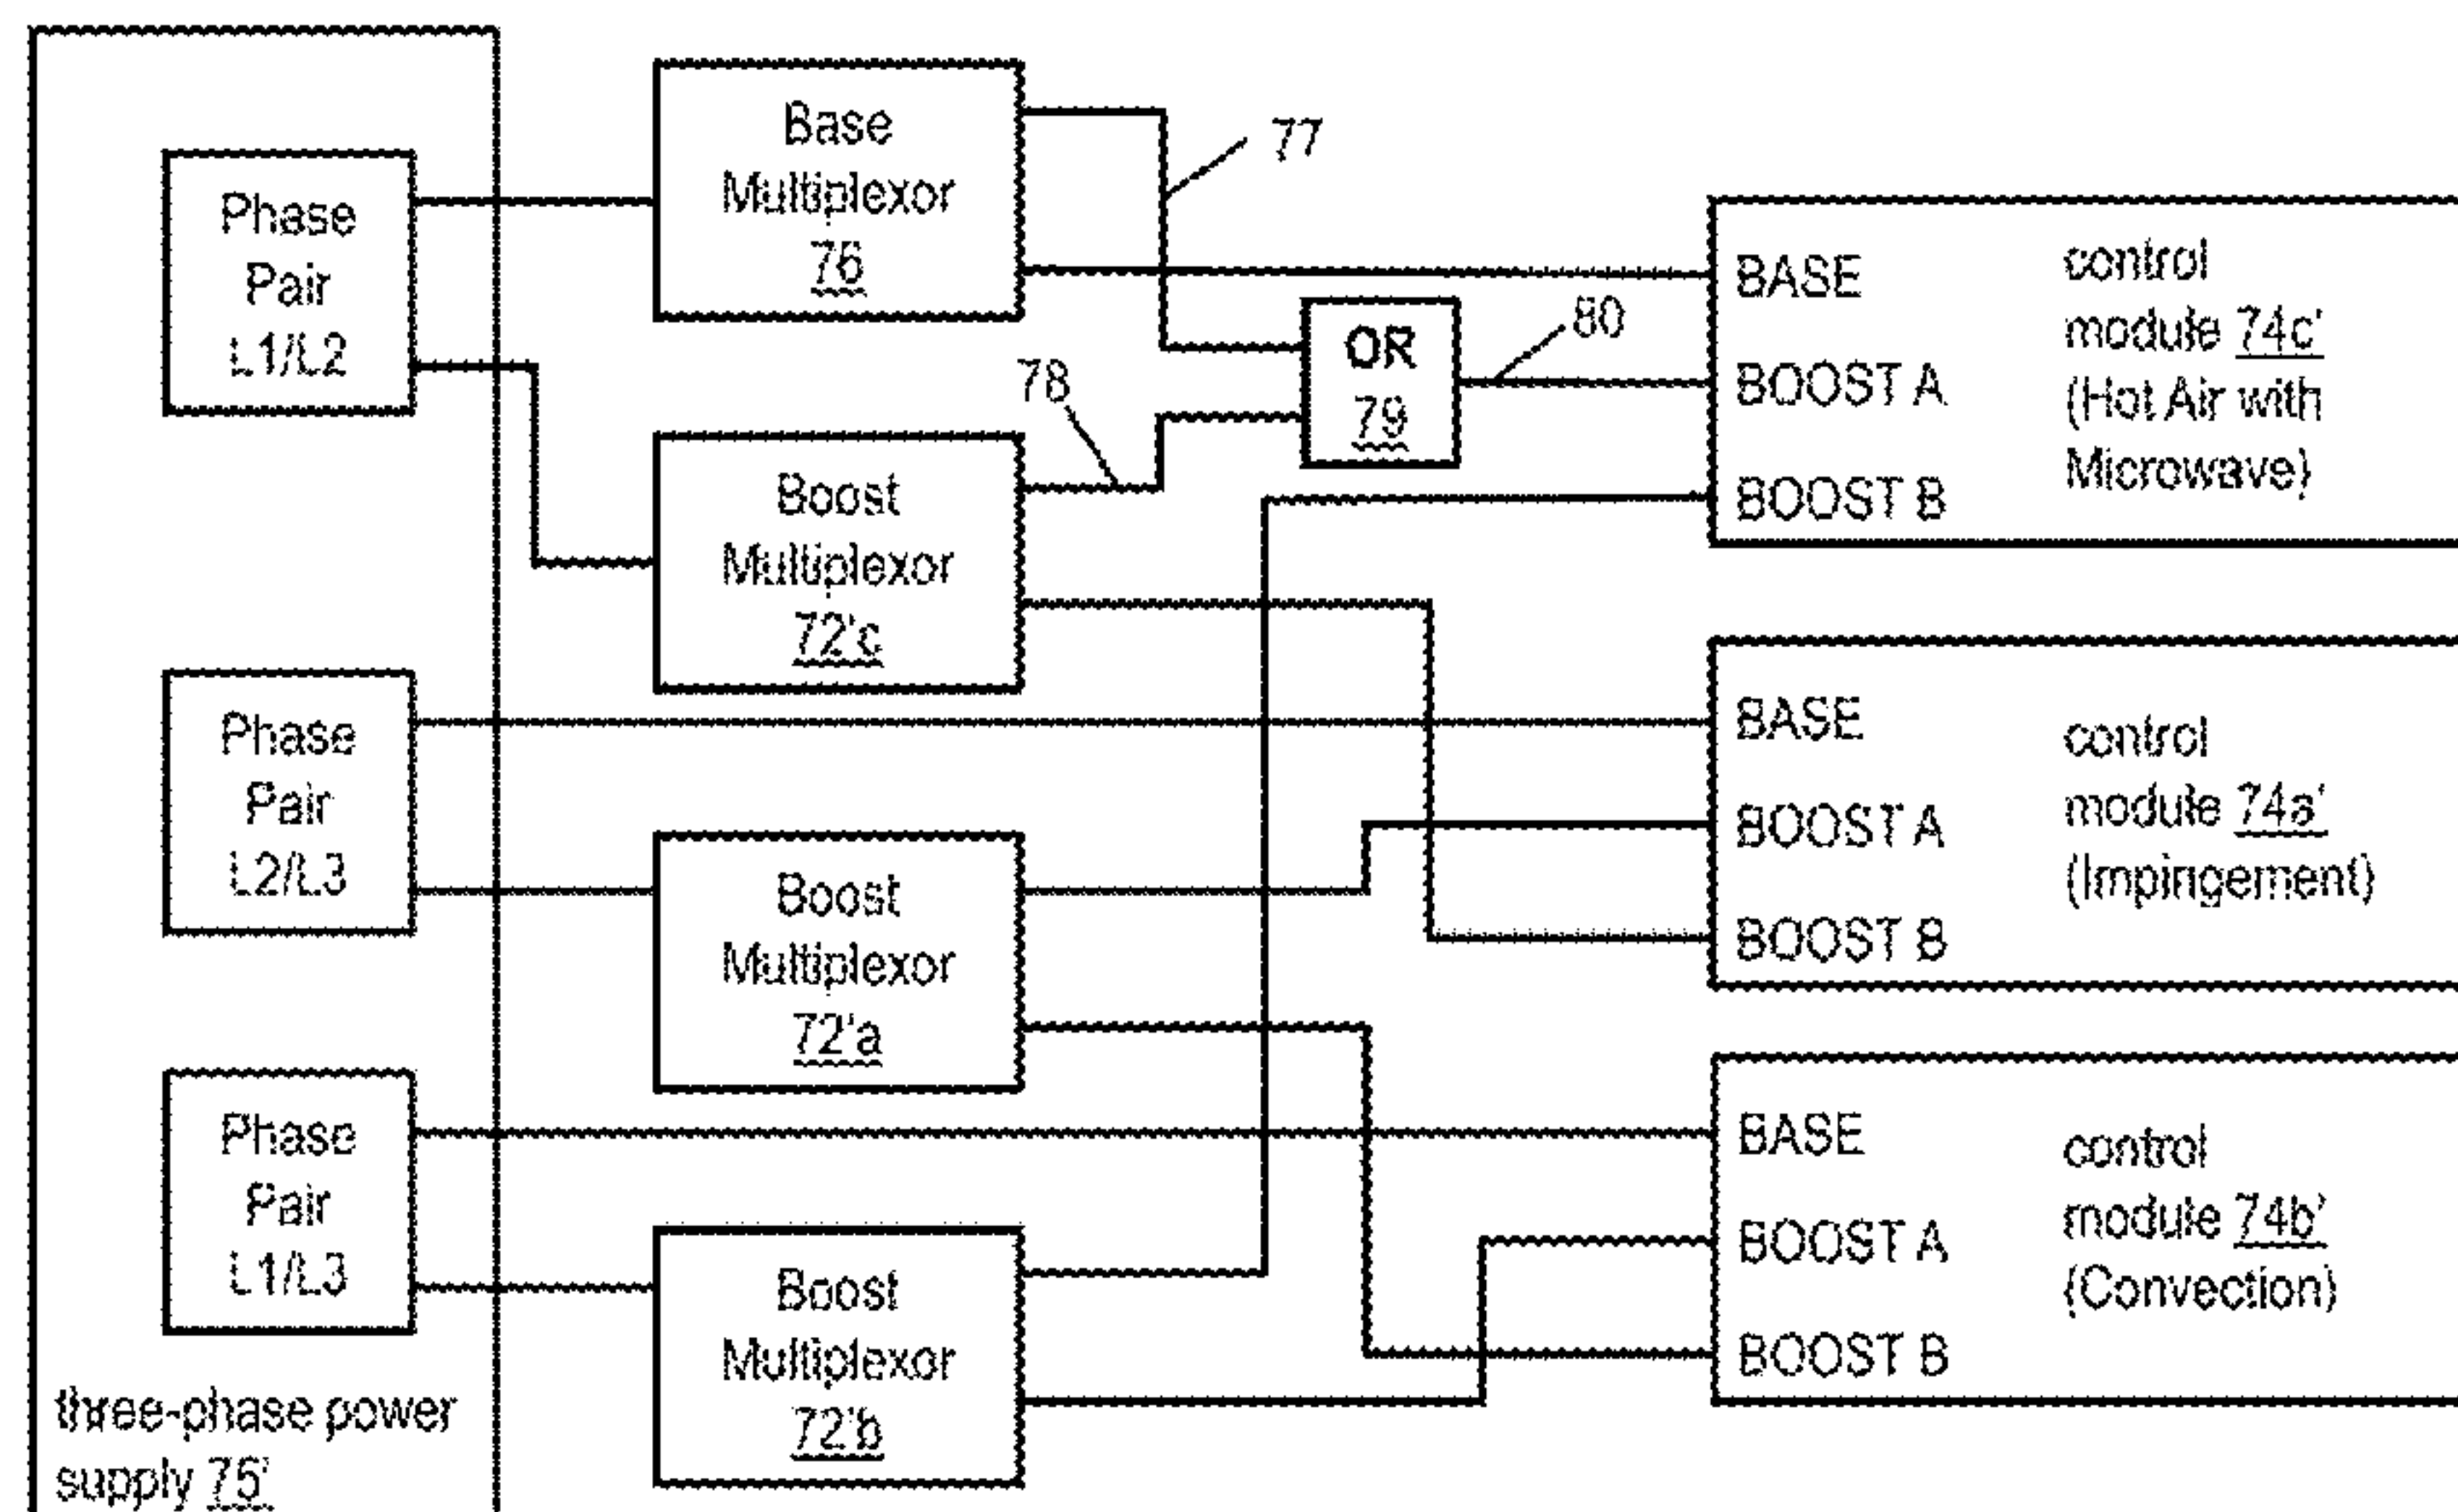 Phase
Pair
L1/L2
Phase
Pair
L2/L3
Phase
Pair
L1/L3
three-phase power
supply 75'
Base
Multiplexor
76
Boost
Multiplexor
72'c
Boost
Multiplexor
72'a
Boost
Multiplexor
72'b
77
78
OR
79
80
BASE
BOOST A
BOOST B
control
module 74c'
(Hot Air with
Microwave)
BASE
BOOST A
BOOST B
control
module 74a'
(Impingement)
BASE
BOOST A
BOOST B
control
module 74b'
(Convection)